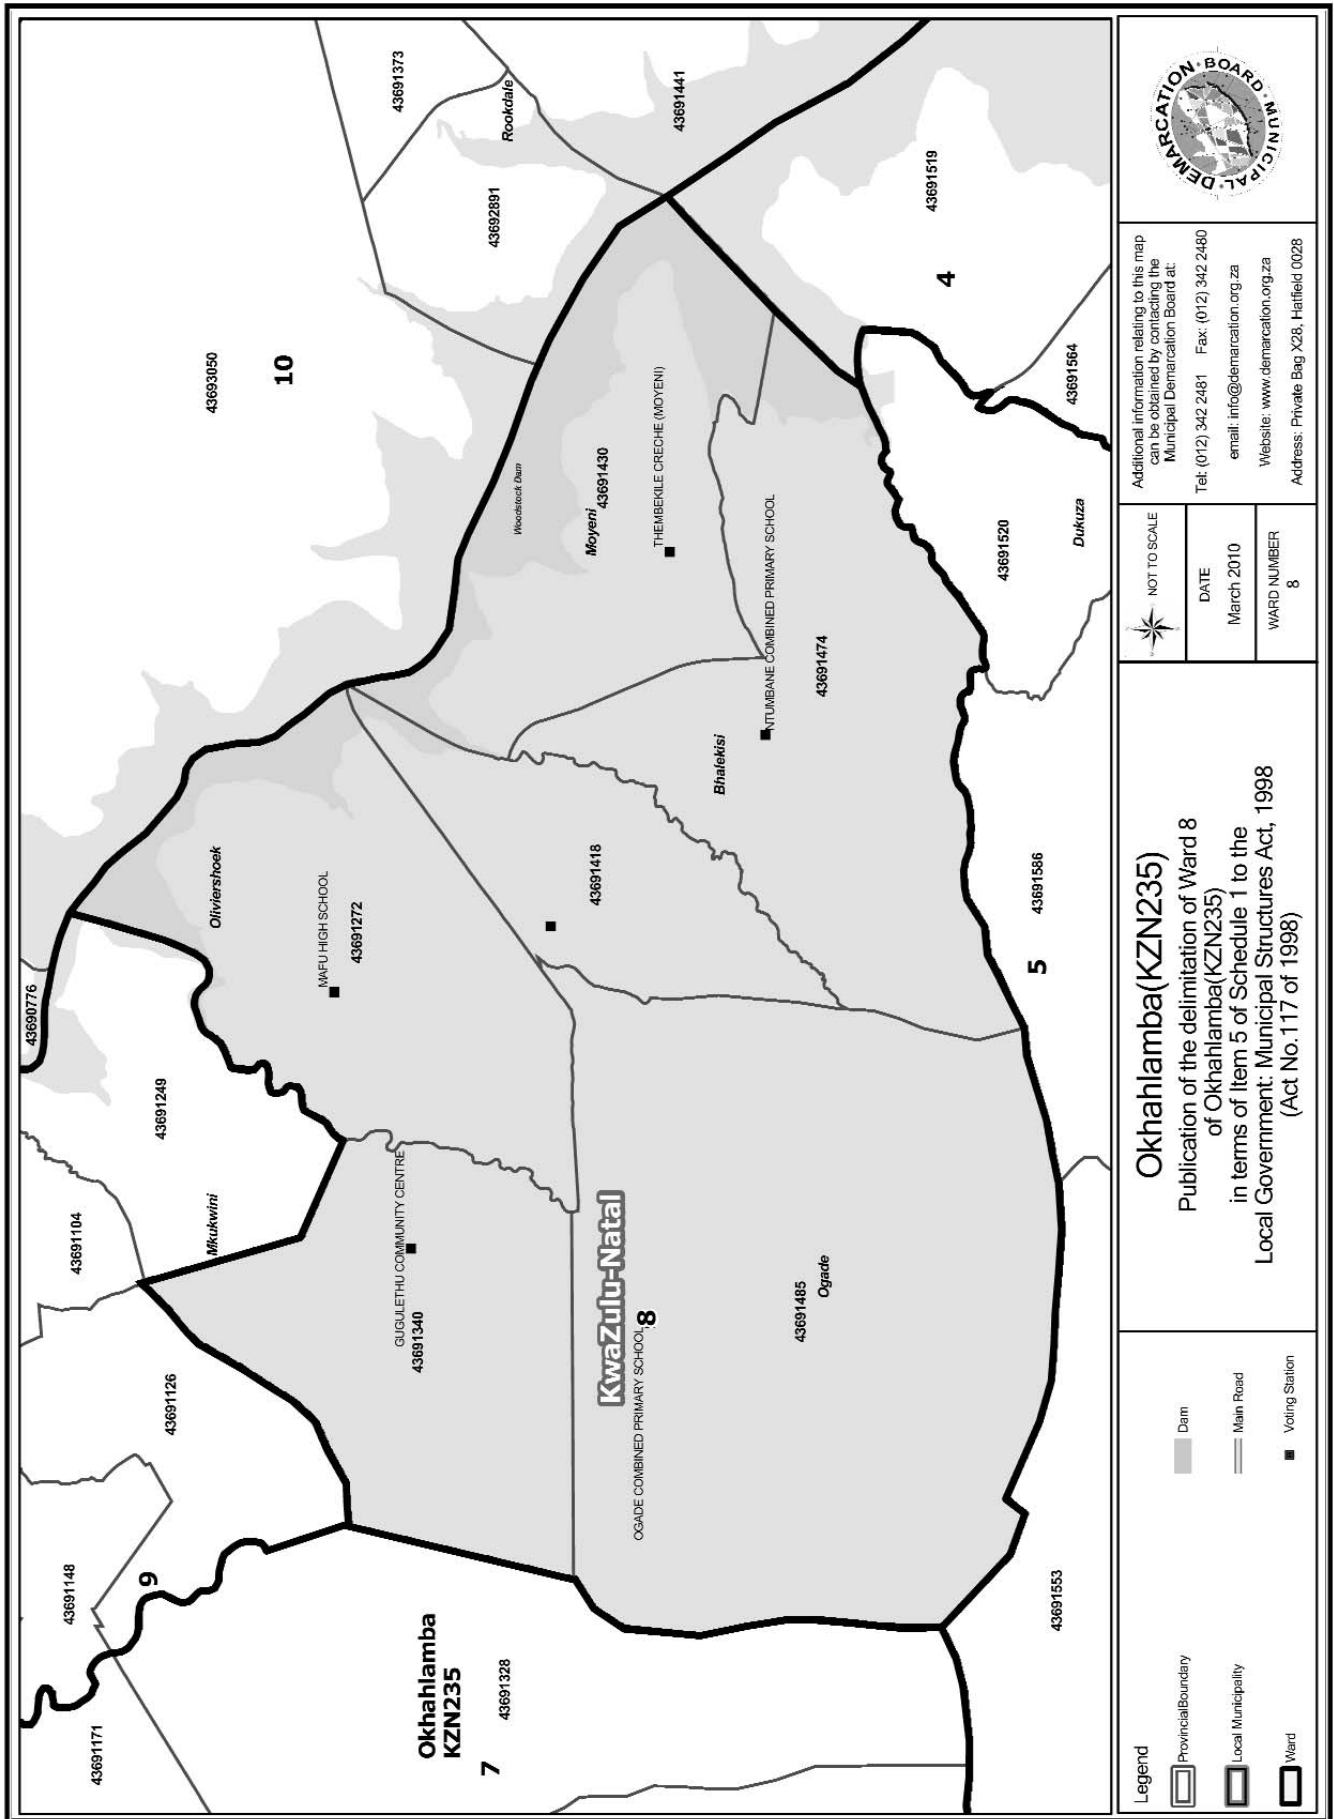 43691171
43691148
9
43691126
43691104
Mkukwini
43691249
43690776
Okahlamba
KZN235
43691328
7
GUGULETHU COMMUNITY CENTRE
43691340
MAFU HIGH SCHOOL
43691272
Oliviershoek
43693050
10
43691373
Rookdale
43692891
43691441
KwaZulu-Natal
8
OGADE COMBINED PRIMARY SCHOOL
43691485
Ogade
43691418
Bhalekisi
NTUMBANE COMBINED PRIMARY SCHOOL
43691474
Woodstock Dam
Moyeni
43691430
THEMBEKILE CRECHE (MOYENI)
43691519
4
43691564
43691520
Dukuza
43691586
5
43691553
Legend
ProvincialBoundary
Local Municipality
Ward
Dam
Main Road
Voting Station
Okhahlamba(KZN235)
Publication of the delimitation of Ward 8
of Okhahlamba(KZN235)
in terms of Item 5 of Schedule 1 to the
Local Government: Municipal Structures Act, 1998
(Act No.117 of 1998)
NOT TO SCALE
DATE
March 2010
WARD NUMBER
8
Additional information relating to this map
can be obtained by contacting the
Municipal Demarcation Board at:
Tel: (012) 342 2481 Fax: (012) 342 2480
email: info@demarcation.org.za
Website: www.demarcation.org.za
Address: Private Bag X28, Hatfield 0028
MUNICIPAL DEMARCATION BOARD